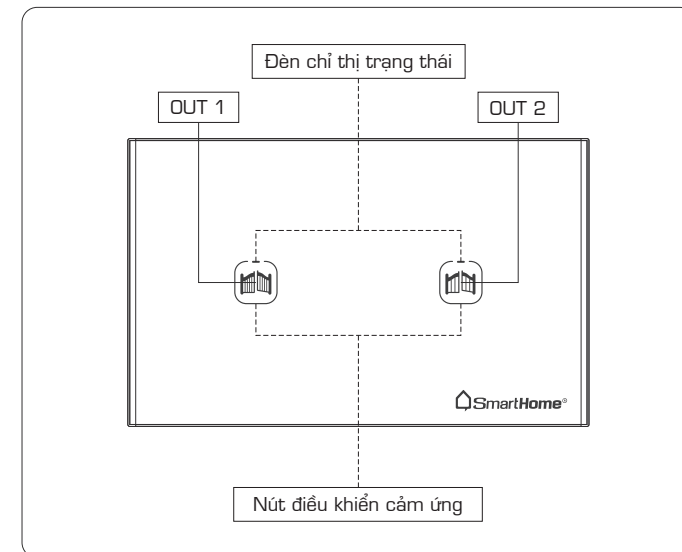 Đèn chỉ thị trạng thái
OUT 1
OUT 2
SmartHome®
Nút điều khiển cảm ứng